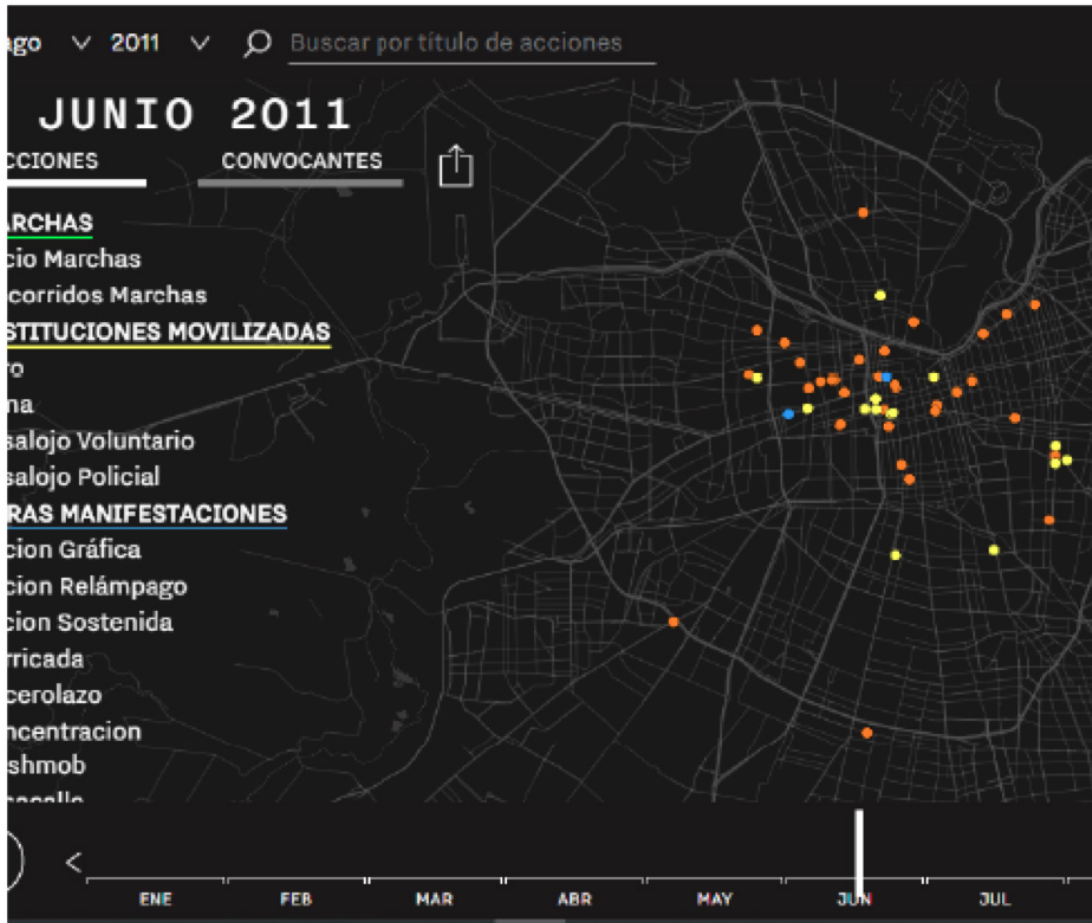 ago 2011 Buscar por título de acciones
JUNIO 2011
CCIONES CONVOCANTES
ARCHAS
cio Marchas
corridos Marchas
STITUCIONES MOVILIZADAS
ro
ma
salojo Voluntario
salojo Policial
RAS MANIFESTACIONES
cion Gráfica
cion Relámpago
cion Sostenida
rricada
cerolazo
ncentracion
shmob
ENE FEB MAR ABR MAY JUN JUL